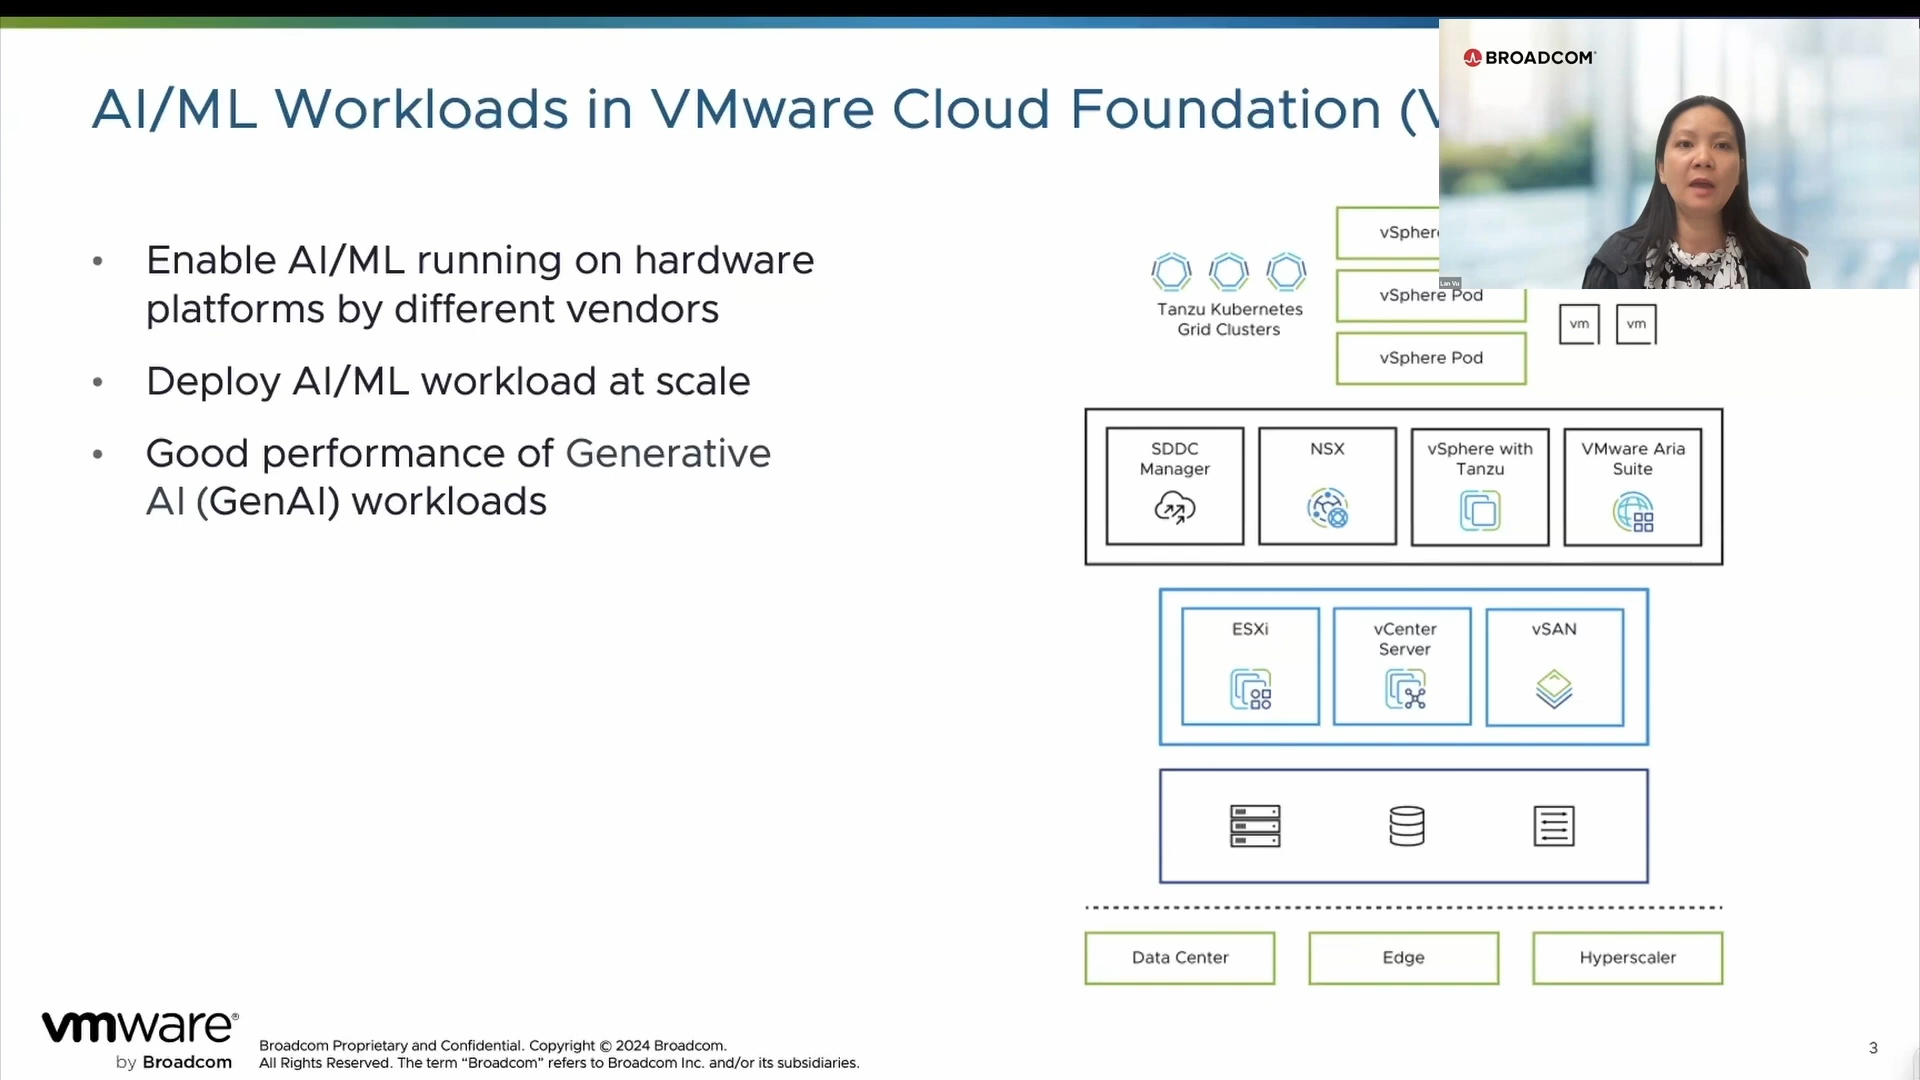 AI/ML Workloads in VMware Cloud Foundation (V
BROADCOM
Lan Vu
• Enable AI/ML running on hardware
platforms by different vendors
• Deploy AI/ML workload at scale
• Good performance of Generative
AI (GenAI) workloads
Tanzu Kubernetes
Grid Clusters
vSphere
vSphere Pod
vSphere Pod
vm
vm
SDDC
Manager
NSX
vSphere with
Tanzu
VMware Aria
Suite
ESXi
vCenter
Server
vSAN
Data Center
Edge
Hyperscaler
vmware®
by Broadcom
Broadcom Proprietary and Confidential. Copyright © 2024 Broadcom.
All Rights Reserved. The term “Broadcom” refers to Broadcom Inc. and/or its subsidiaries.
3